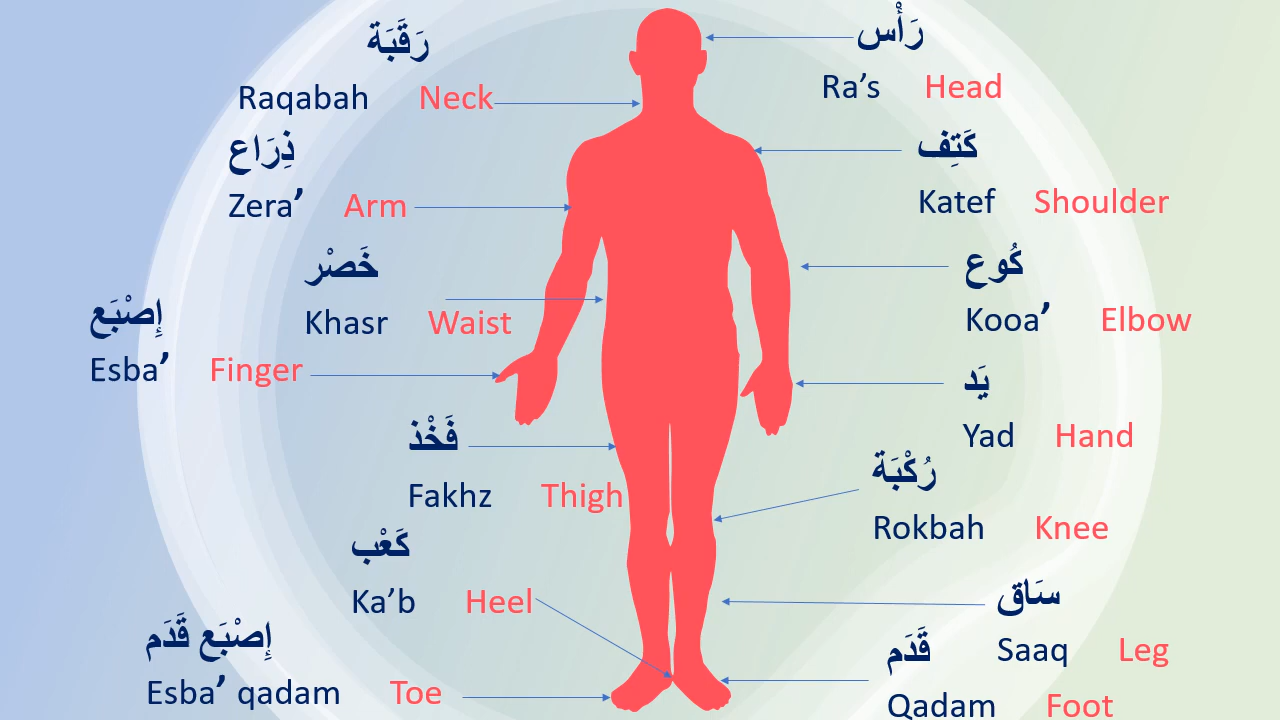 رَقَبَة
Raqabah Neck
رَأْس
Ra’s Head
ذِرَاع
Zera’ Arm
كَتِف
Katef Shoulder
خَصْر
Khasr Waist
كُوع
Kooa’ Elbow
إِصْبَع
Esba’ Finger
يَد
Yad Hand
فَخْذ
Fakhz Thigh
رُكْبَة
Rokbah Knee
كَعْب
Ka’b Heel
سَاق
Saaq Leg
إِصْبَع قَدَم
Esba’ qadam Toe
قَدَم
Qadam Foot